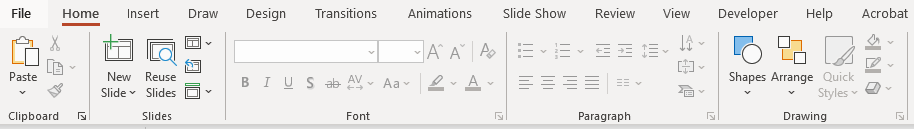 File Home Insert Draw Design Transitions Animations Slide Show Review View Developer Help Acrobat
Paste New Slide Reuse Slides B I U S ab AV Aa A A A A Shapes Arrange Quick Styles
Clipboard Slides Font Paragraph Drawing